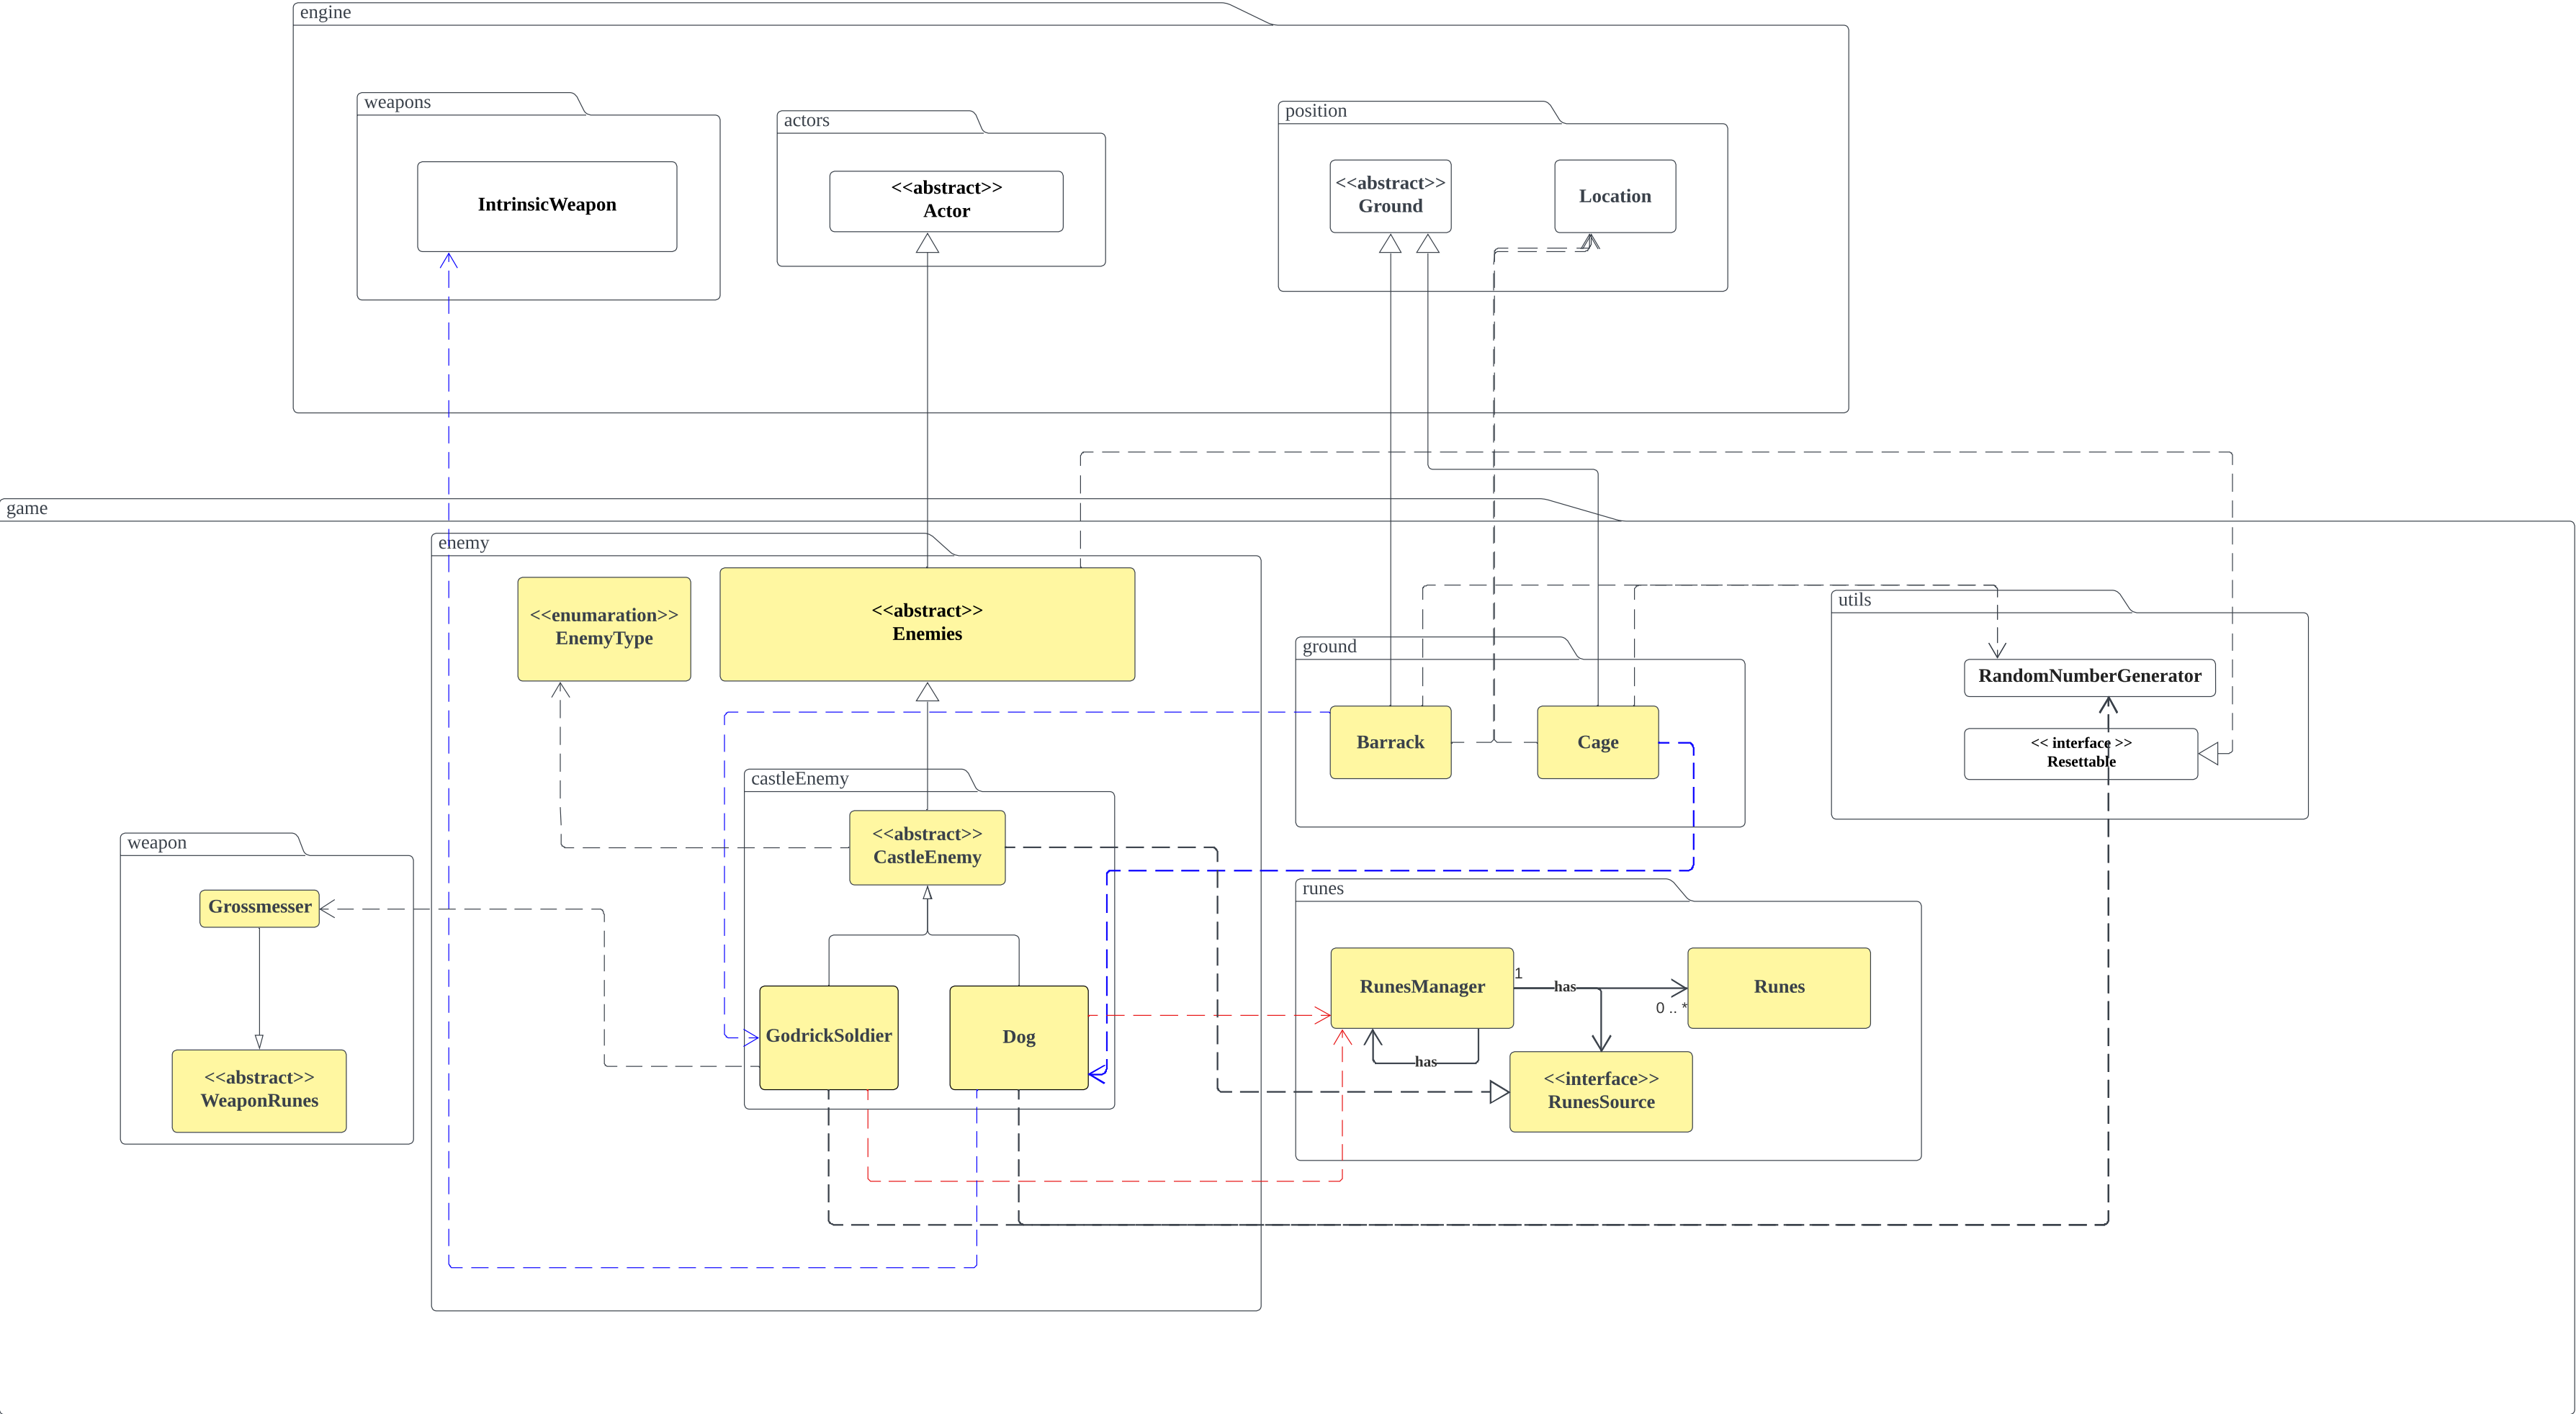 engine
weapons
IntrinsicWeapon
actors
<<abstract>>
Actor
position
<<abstract>>
Ground
Location
game
enemy
<<enumaration>>
EnemyType
<<abstract>>
Enemies
castleEnemy
<<abstract>>
CastleEnemy
GodrickSoldier
Dog
weapon
Grossmesser
<<abstract>>
WeaponRunes
ground
Barrack
Cage
utils
RandomNumberGenerator
<< interface >>
Resettable
runes
RunesManager
1
has
0 .. *
Runes
has
<<interface>>
RunesSource